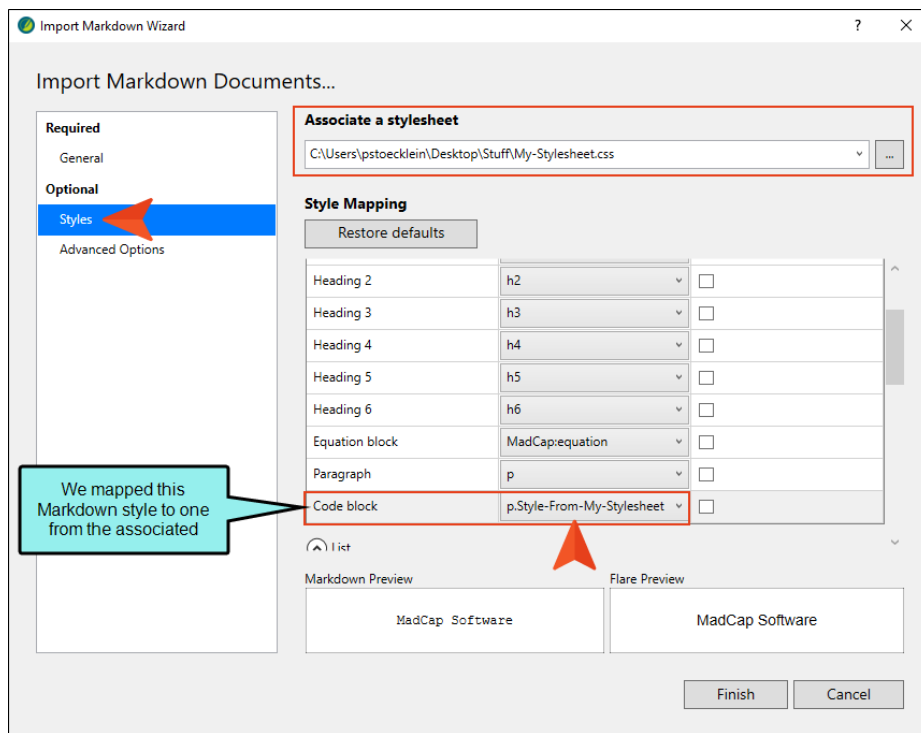 Import Markdown Wizard
?
Import Markdown Documents...
Required
General
Optional
Styles
Advanced Options
Associate a stylesheet
C:\Users\pstoecklein\Desktop\Stuff\My-Stylesheet.css
...
Style Mapping
Restore defaults
Heading 2 h2
Heading 3 h3
Heading 4 h4
Heading 5 h5
Heading 6 h6
Equation block MadCap:equation
Paragraph p
Code block p.Style-From-My-Stylesheet
List
We mapped this
Markdown style to one
from the associated
Markdown Preview
MadCap Software
Flare Preview
MadCap Software
Finish Cancel